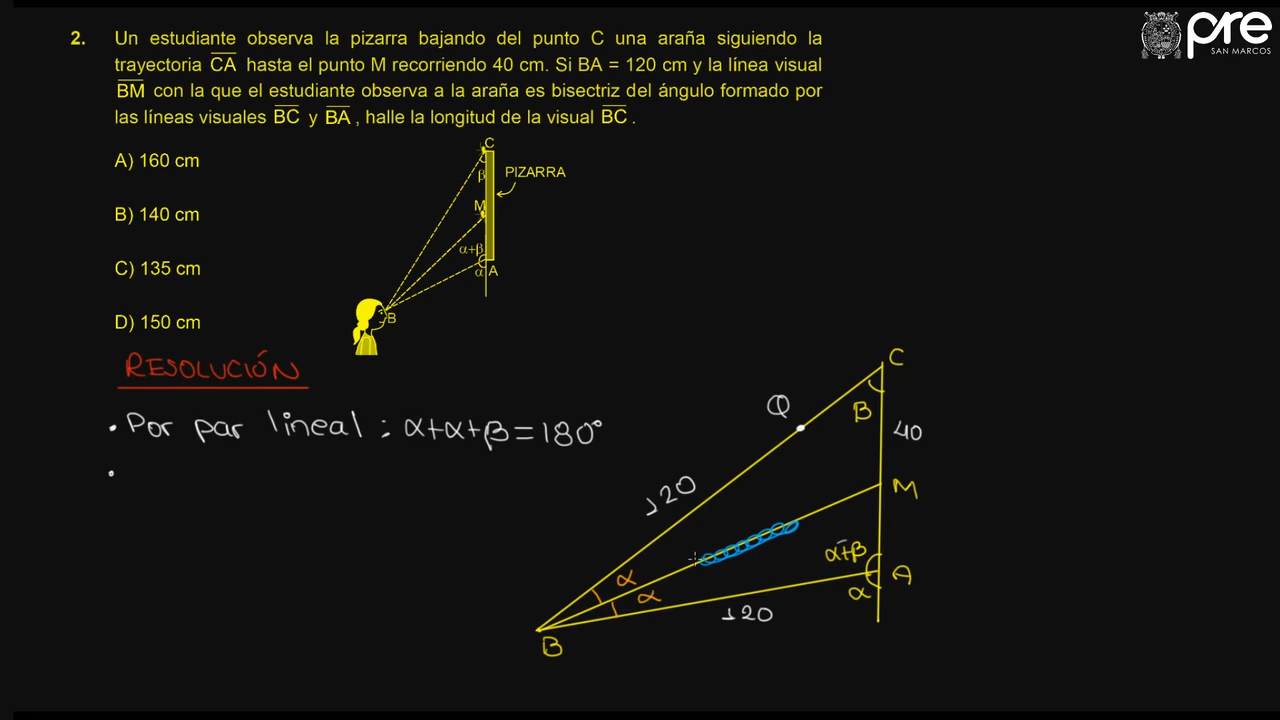 pre
SAN MARCOS
2. Un estudiante observa la pizarra bajando del punto C una araña siguiendo la
trayectoria CA hasta el punto M recorriendo 40 cm. Si BA = 120 cm y la línea visual
BM con la que el estudiante observa a la araña es bisectriz del ángulo formado por
las líneas visuales BC y BA, halle la longitud de la visual BC.
A) 160 cm
B) 140 cm
C) 135 cm
D) 150 cm
C
β
PIZARRA
M
α+β
α A
B
RESOLUCIÓN
• Por par lineal : α+α+β=180°
•
C
Q
β
40
120
M
α+β
A
α
α
α
120
B